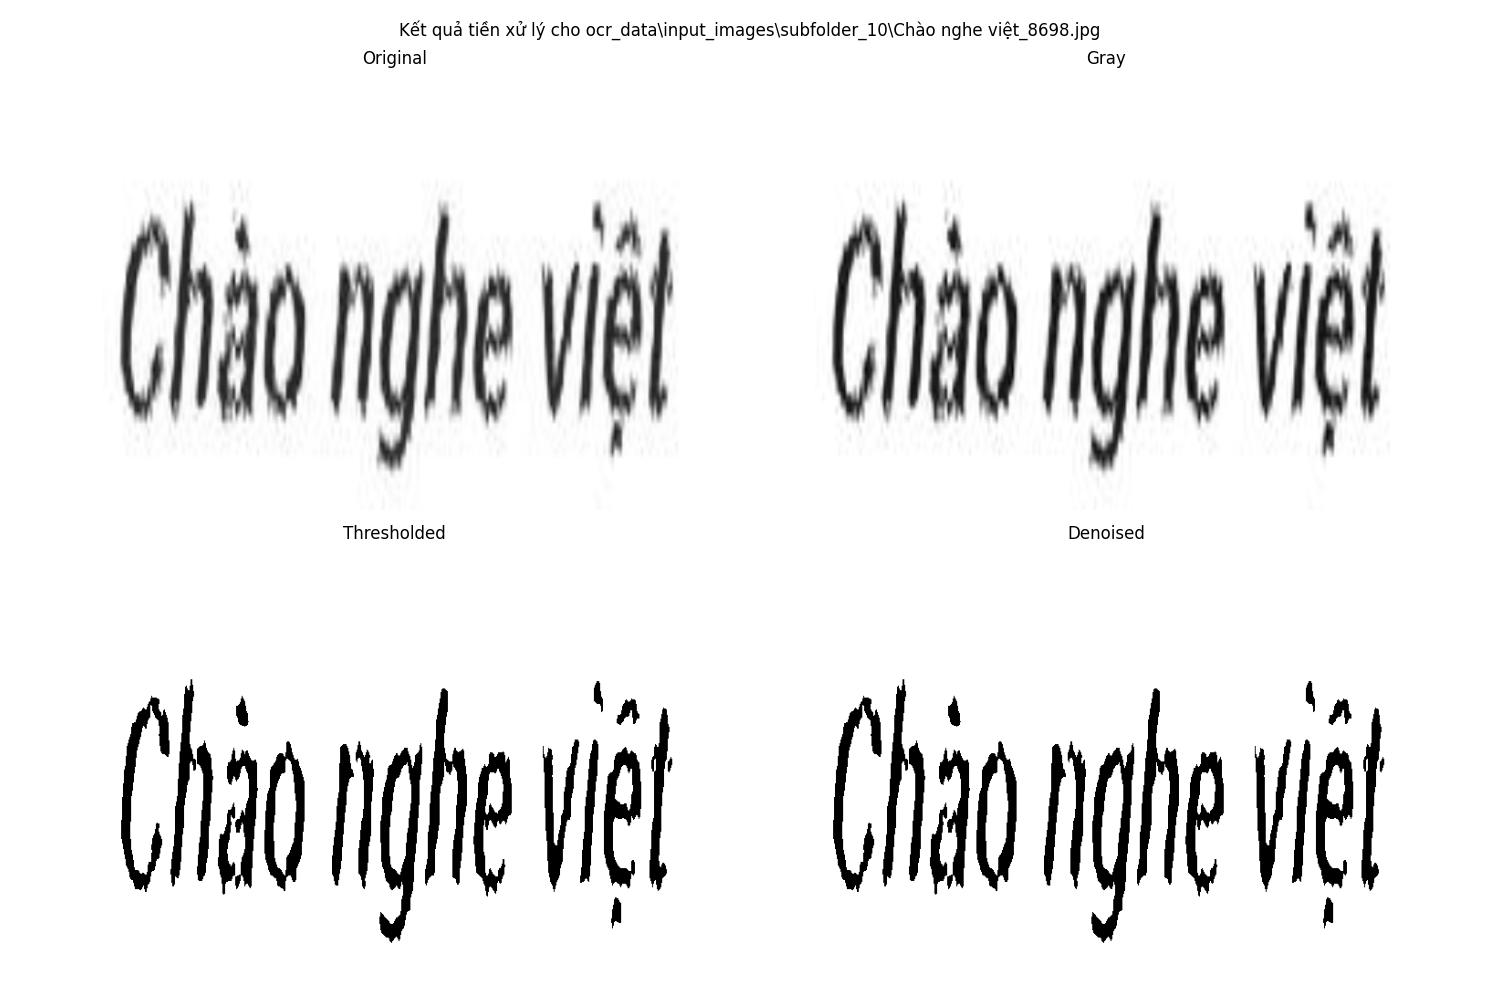 Kết quả tiền xử lý cho ocr_data\input_images\subfolder_10\Chào nghe việt_8698.jpg
Original
Gray
Chào nghe việt
Chào nghe việt
Thresholded
Denoised
Chào nghe việt
Chào nghe việt